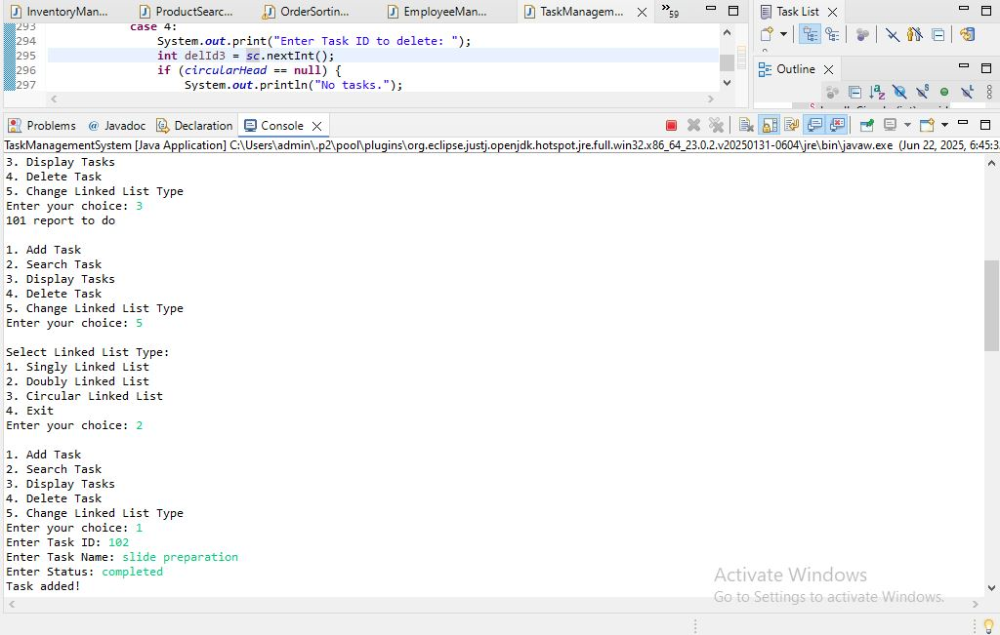 InventoryMan...
ProductSearc...
OrderSortin...
EmployeeMan...
TaskManagem...
59
Task List
293 case 4:
294 System.out.print("Enter Task ID to delete: ");
295 int delId3 = sc.nextInt();
296 if (circularHead == null) {
297 System.out.println("No tasks.");
Outline
Problems @ Javadoc Declaration Console
TaskManagementSystem [Java Application] C:\Users\admin\.p2\pool\plugins\org.eclipse.justj.openjdk.hotspot.jre.full.win32.x86_64_23.0.2.v20250131-0604\jre\bin\javaw.exe (Jun 22, 2025, 6:45:3
3. Display Tasks
4. Delete Task
5. Change Linked List Type
Enter your choice: 3
101 report to do
1. Add Task
2. Search Task
3. Display Tasks
4. Delete Task
5. Change Linked List Type
Enter your choice: 5
Select Linked List Type:
1. Singly Linked List
2. Doubly Linked List
3. Circular Linked List
4. Exit
Enter your choice: 2
1. Add Task
2. Search Task
3. Display Tasks
4. Delete Task
5. Change Linked List Type
Enter your choice: 1
Enter Task ID: 102
Enter Task Name: slide preparation
Enter Status: completed
Task added!
Activate Windows
Go to Settings to activate Windows.